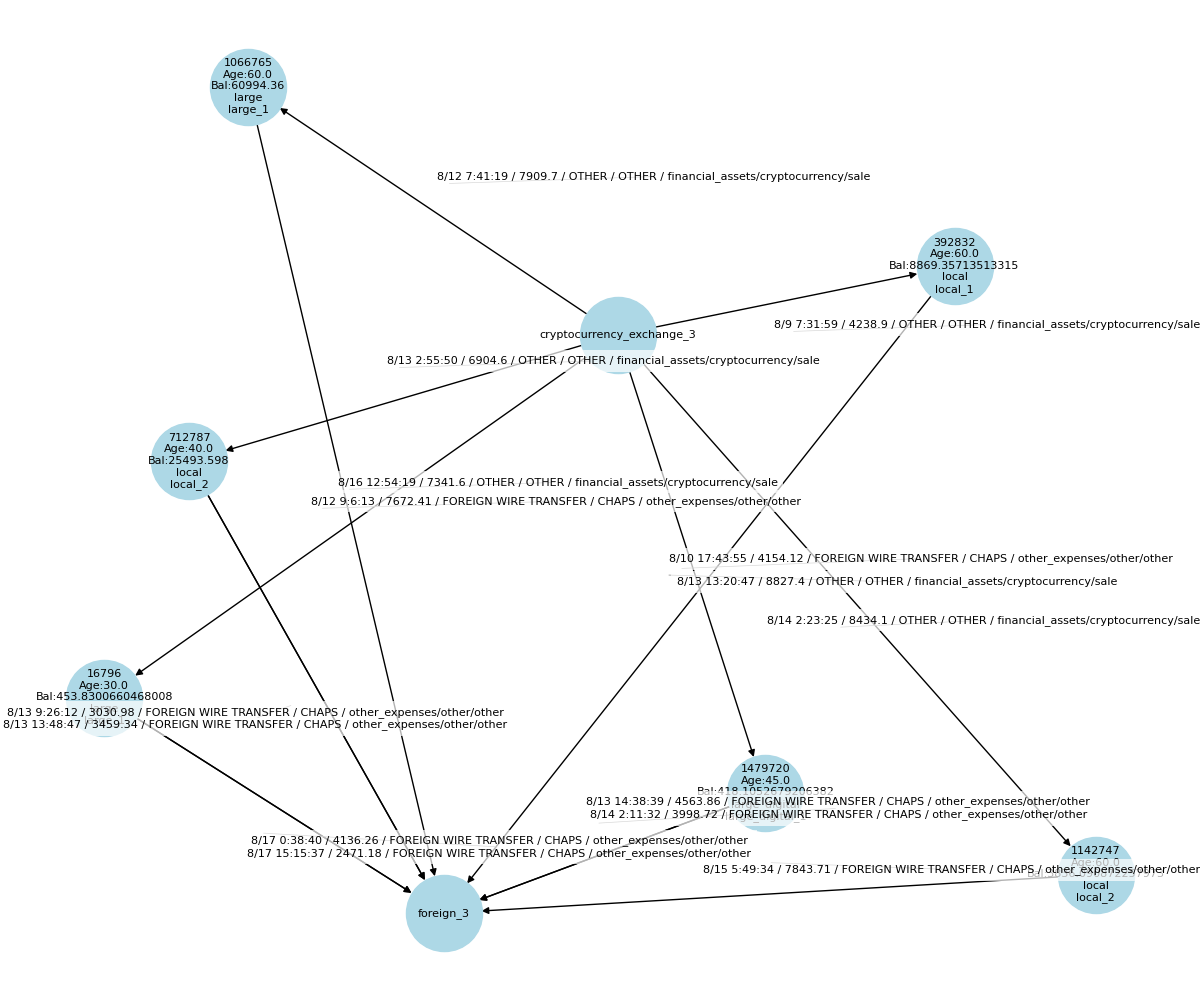 1066765
Age:60.0
Bal:60994.36
large
large_1
8/12 7:41:19 / 7909.7 / OTHER / OTHER / financial_assets/cryptocurrency/sale
392832
Age:60.0
Bal:8869.35713513315
local
local_1
8/9 7:31:59 / 4238.9 / OTHER / OTHER / financial_assets/cryptocurrency/sale
cryptocurrency_exchange_3
8/13 2:55:50 / 6904.6 / OTHER / OTHER / financial_assets/cryptocurrency/sale
712787
Age:40.0
Bal:25493.598
local
local_2
8/16 12:54:19 / 7341.6 / OTHER / OTHER / financial_assets/cryptocurrency/sale
8/12 9:6:13 / 7672.41 / FOREIGN WIRE TRANSFER / CHAPS / other_expenses/other/other
8/10 17:43:55 / 4154.12 / FOREIGN WIRE TRANSFER / CHAPS / other_expenses/other/other
8/13 13:20:47 / 8827.4 / OTHER / OTHER / financial_assets/cryptocurrency/sale
8/14 2:23:25 / 8434.1 / OTHER / OTHER / financial_assets/cryptocurrency/sale
16796
Age:30.0
Bal:453.8300660468008
8/13 9:26:12 / 3030.98 / FOREIGN WIRE TRANSFER / CHAPS / other_expenses/other/other
8/13 13:48:47 / 3459.34 / FOREIGN WIRE TRANSFER / CHAPS / other_expenses/other/other
1479720
Age:45.0
8/13 14:38:39 / 4563.86 / FOREIGN WIRE TRANSFER / CHAPS / other_expenses/other/other
8/14 2:11:32 / 3998.72 / FOREIGN WIRE TRANSFER / CHAPS / other_expenses/other/other
8/17 0:38:40 / 4136.26 / FOREIGN WIRE TRANSFER / CHAPS / other_expenses/other/other
8/17 15:15:37 / 2471.18 / FOREIGN WIRE TRANSFER / CHAPS / other_expenses/other/other
1142747
Age:60.0
8/15 5:49:34 / 7843.71 / FOREIGN WIRE TRANSFER / CHAPS / other_expenses/other/other
local
local_2
foreign_3